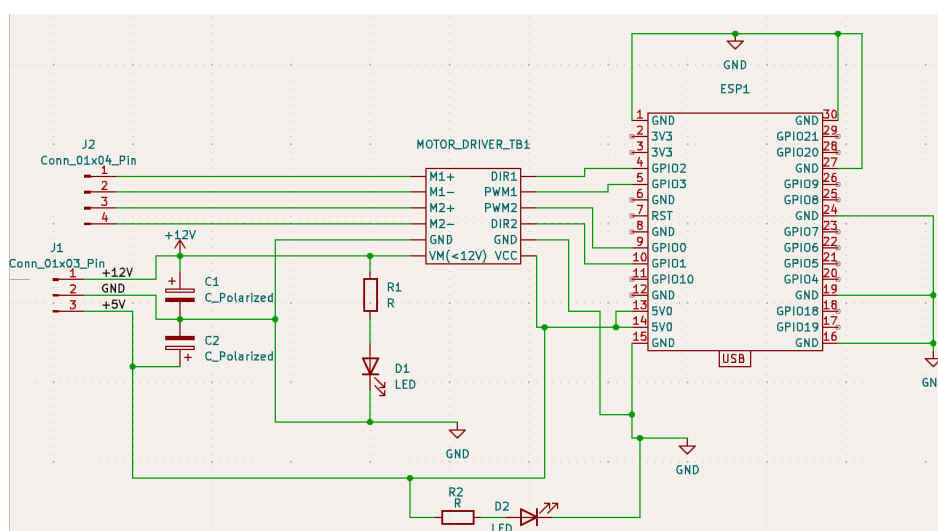 GND
ESP1
1 GND GND 30
2 3V3 GPIO21 29
3 3V3 GPIO20 28
4 GPIO2 GND 27
5 GPIO3 GPIO9 26
6 GND GPIO8 25
7 RST GND 24
8 GND GPIO7 23
9 GPIO0 GPIO6 22
10 GPIO1 GPIO5 21
11 GPIO10 GPIO4 20
12 GND GND 19
13 5V0 GPIO18 18
14 5V0 GPIO19 17
15 GND GND 16
USB
GN
GND
MOTOR_DRIVER_TB1
M1+ DIR1
M1- PWM1
M2+ PWM2
M2- DIR2
GND GND
VM(<12V) VCC
J2
Conn_01x04_Pin
1
2
3
4
+12V
J1
Conn_01x03_Pin
1 +12V
2 GND
3 +5V
+
C1
C_Polarized
C2
C_Polarized
+
R1
R
D1
LED
GND
R2
R
D2
LED